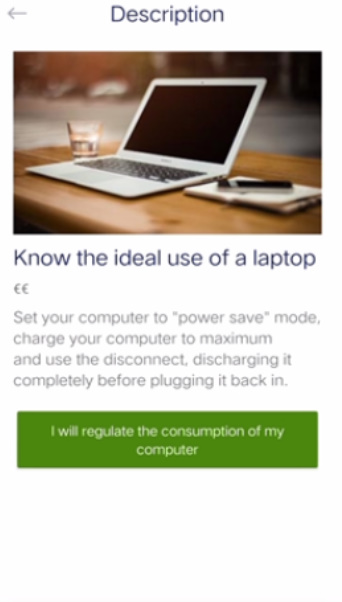 Description
Know the ideal use of a laptop
€€
Set your computer to "power save" mode,
charge your computer to maximum
and use the disconnect, discharging it
completely before plugging it back in.
I will regulate the consumption of my
computer